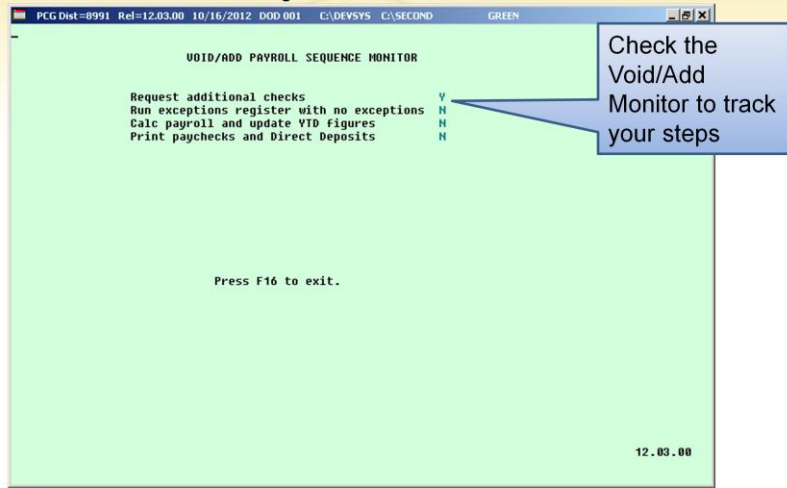 PCG Dist=8991 Rel=12.03.00 10/16/2012 DOD 001 C:\DEVSYS C:\SECOND GREEN
VOID/ADD PAYROLL SEQUENCE MONITOR
Request additional checks Y
Run exceptions register with no exceptions N
Calc payroll and update YTD figures N
Print paychecks and Direct Deposits N
Check the
Void/Add
Monitor to track
your steps
Press F16 to exit.
12.03.00